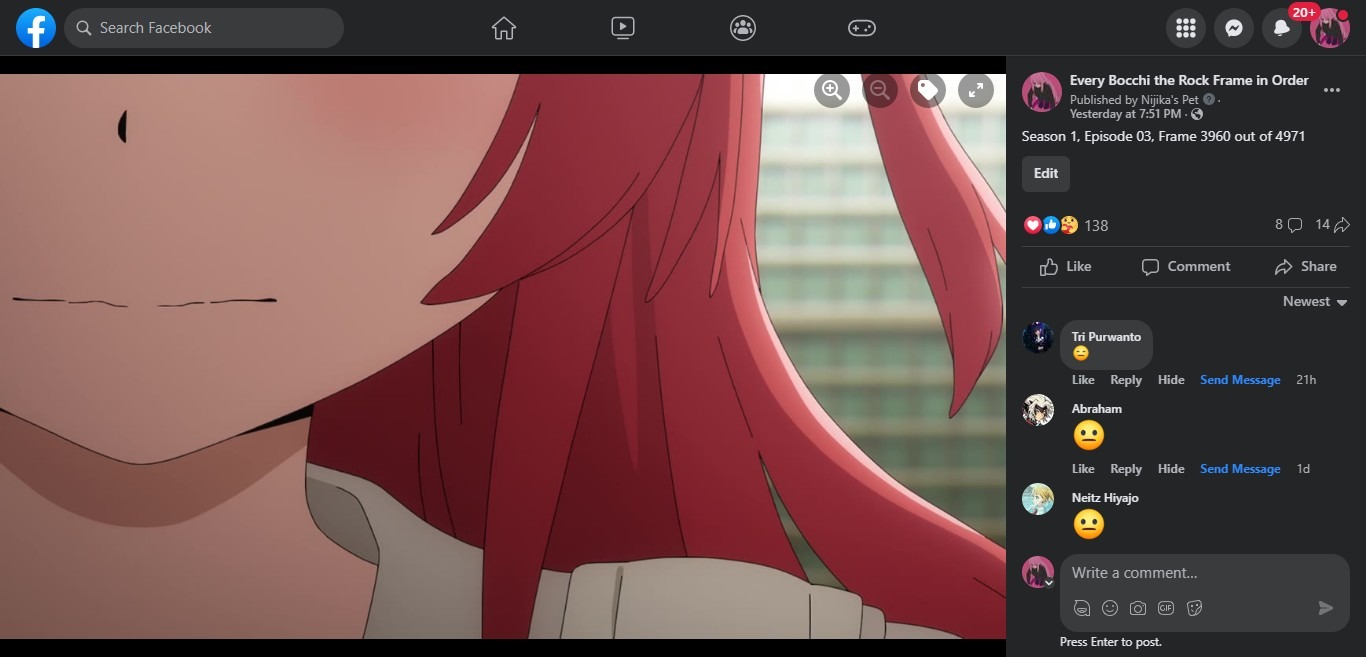 Search Facebook
20+
Every Bocchi the Rock Frame in Order
Published by Nijika's Pet ·
Yesterday at 7:51 PM ·
Season 1, Episode 03, Frame 3960 out of 4971
Edit
138
8
14
Like Comment Share
Newest
Tri Purwanto
Like Reply Hide Send Message 21h
Abraham
Like Reply Hide Send Message 1d
Neitz Hiyajo
Write a comment...
GIF
Press Enter to post.